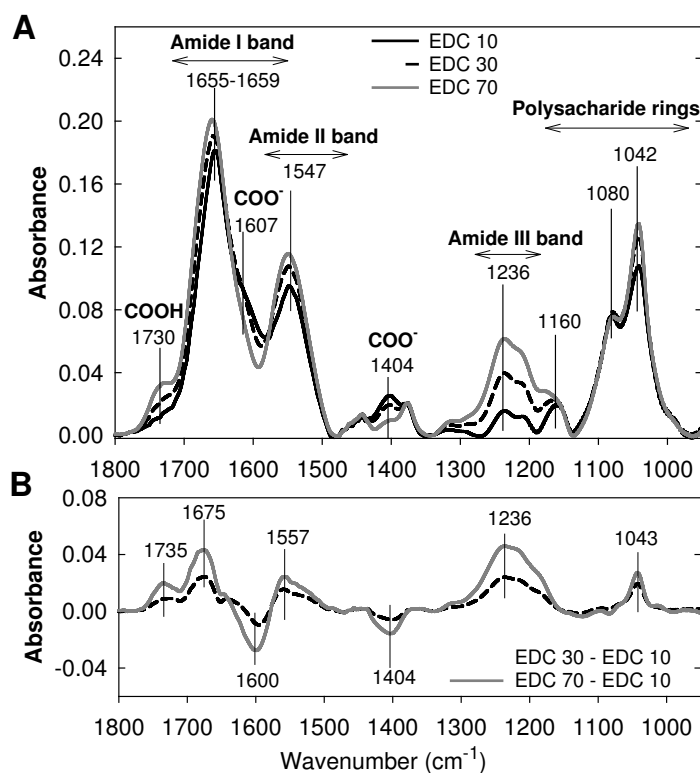 A
Amide I band
EDC 10
EDC 30
EDC 70
0.24
1655-1659
Polysacharide rings
0.20
Amide II band
1547
1042
0.16
COO-
1607
1080
0.12
Absorbance
Amide III band
1236
0.08
COOH
1730
COO-
1404
1160
0.04
0.00
1800 1700 1600 1500 1400 1300 1200 1100 1000
B
0.08
1675
1236
0.04
1735
1557
1043
0.00
Absorbance
-0.04
1600
1404
EDC 30 - EDC 10
EDC 70 - EDC 10
1800 1700 1600 1500 1400 1300 1200 1100 1000
Wavenumber (cm-1)